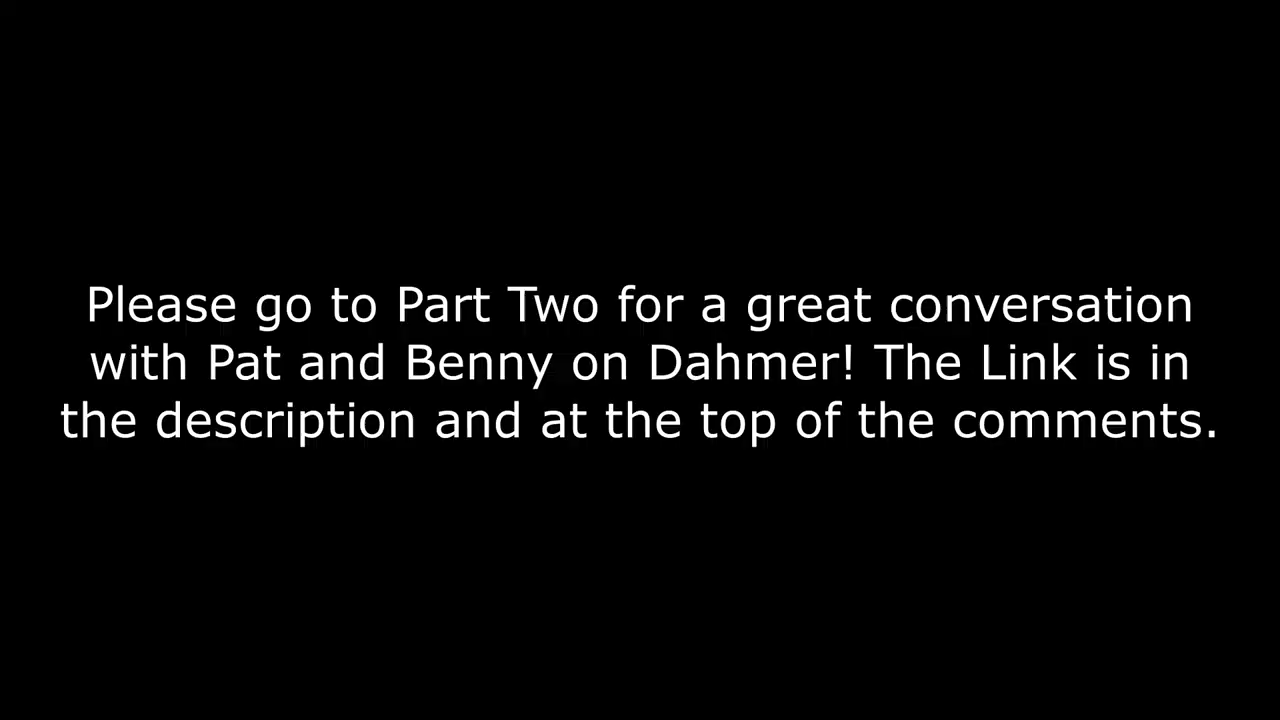 Please go to Part Two for a great conversation
with Pat and Benny on Dahmer! The Link is in
the description and at the top of the comments.